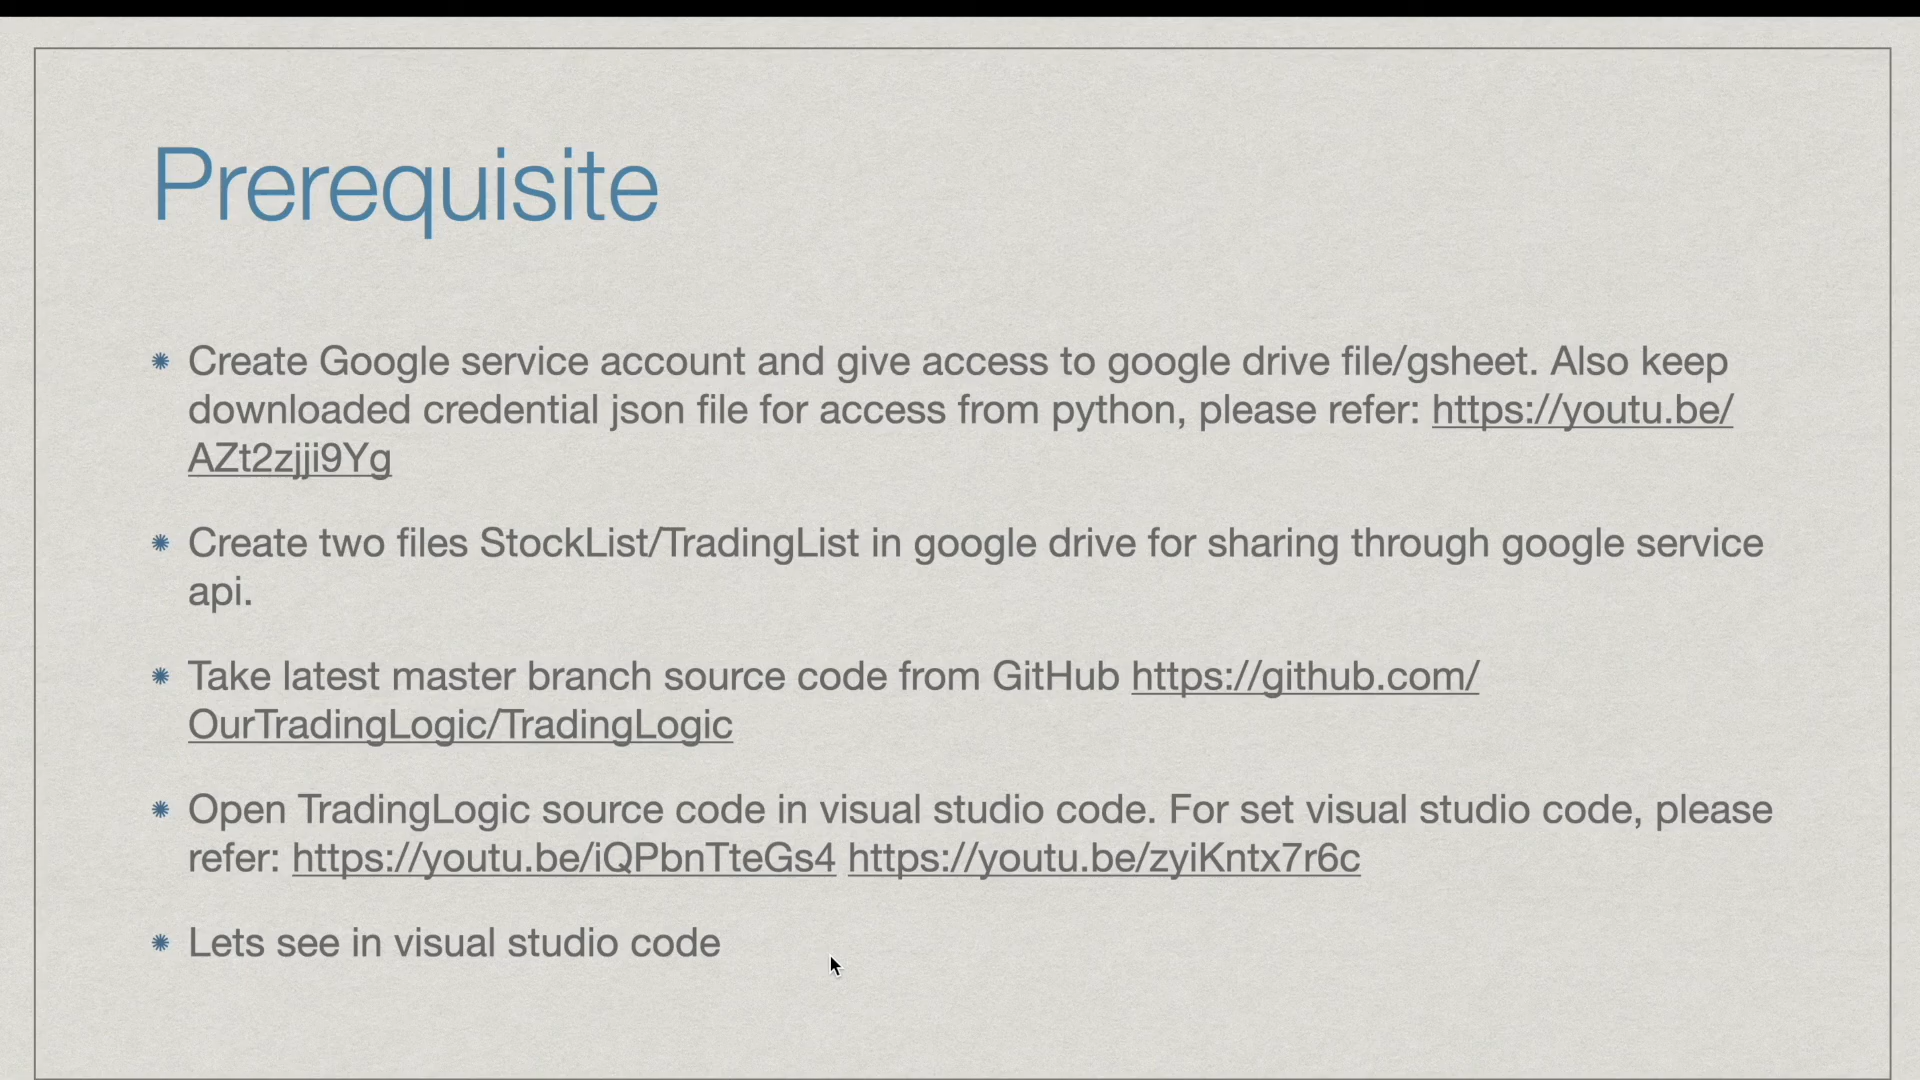 Prerequisite
Create Google service account and give access to google drive file/gsheet. Also keep
downloaded credential json file for access from python, please refer: https://youtu.be/
AZt2zjji9Yg
Create two files StockList/TradingList in google drive for sharing through google service
api.
Take latest master branch source code from GitHub https://github.com/
OurTradingLogic/TradingLogic
Open TradingLogic source code in visual studio code. For set visual studio code, please
refer: https://youtu.be/iQPbnTteGs4 https://youtu.be/zyiKntx7r6c
Lets see in visual studio code